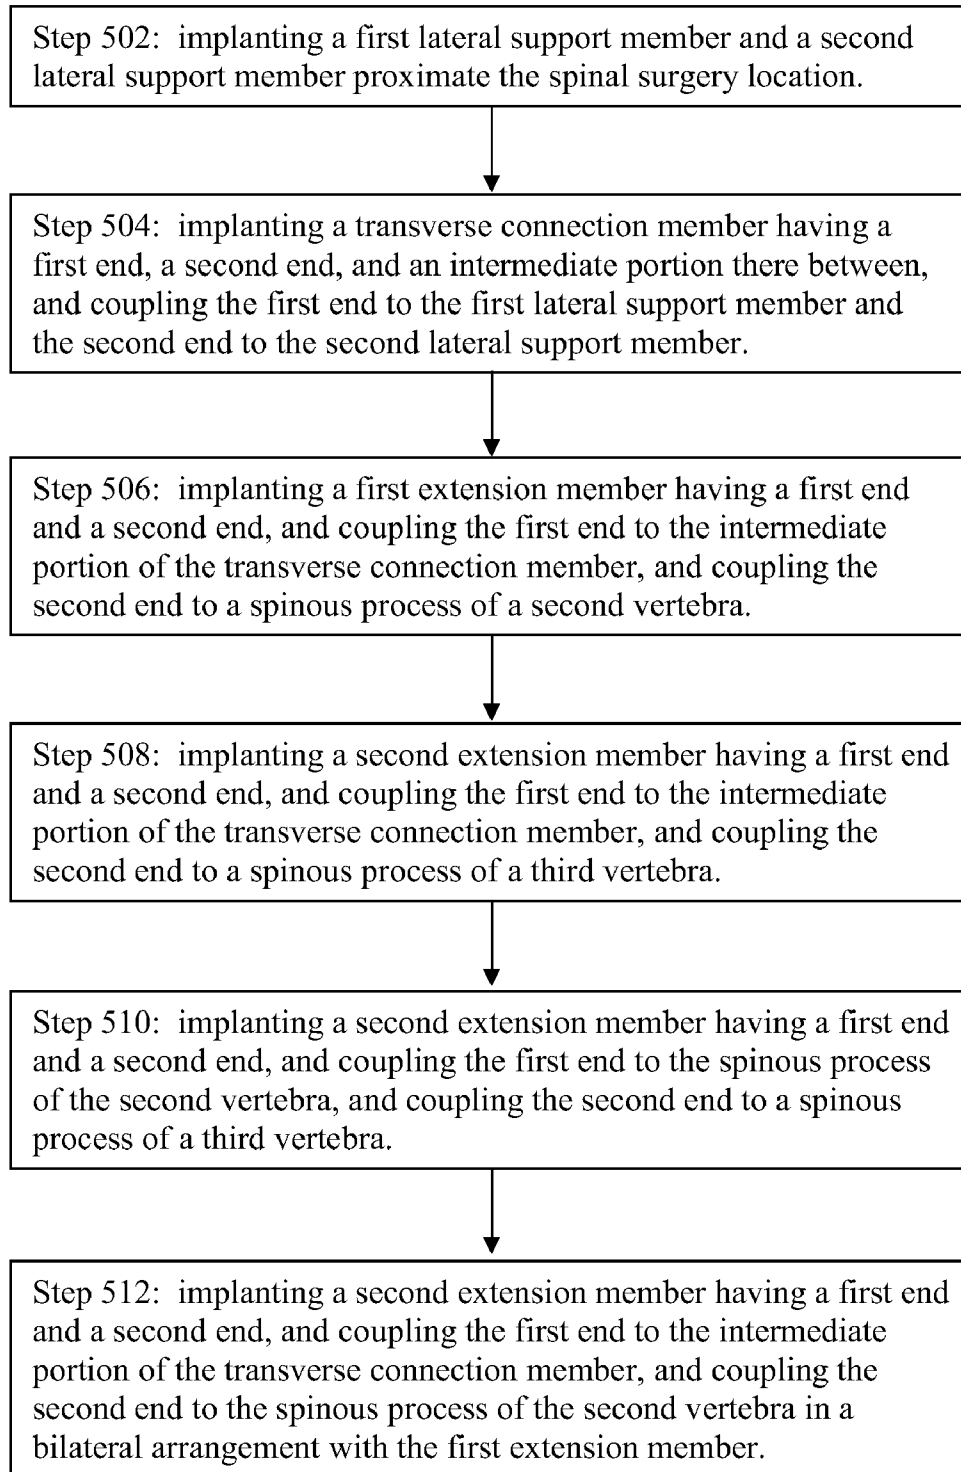 Step 502:  implanting a first lateral support member and a second
lateral support member proximate the spinal surgery location.
Step 504:  implanting a transverse connection member having a
first end, a second end, and an intermediate portion there between,
and coupling the first end to the first lateral support member and
the second end to the second lateral support member.
Step 506:  implanting a first extension member having a first end
and a second end, and coupling the first end to the intermediate
portion of the transverse connection member, and coupling the
second end to a spinous process of a second vertebra.
Step 508:  implanting a second extension member having a first end
and a second end, and coupling the first end to the intermediate
portion of the transverse connection member, and coupling the
second end to a spinous process of a third vertebra.
Step 510:  implanting a second extension member having a first end
and a second end, and coupling the first end to the spinous process
of the second vertebra, and coupling the second end to a spinous
process of a third vertebra.
Step 512:  implanting a second extension member having a first end
and a second end, and coupling the first end to the intermediate
portion of the transverse connection member, and coupling the
second end to the spinous process of the second vertebra in a
bilateral arrangement with the first extension member.